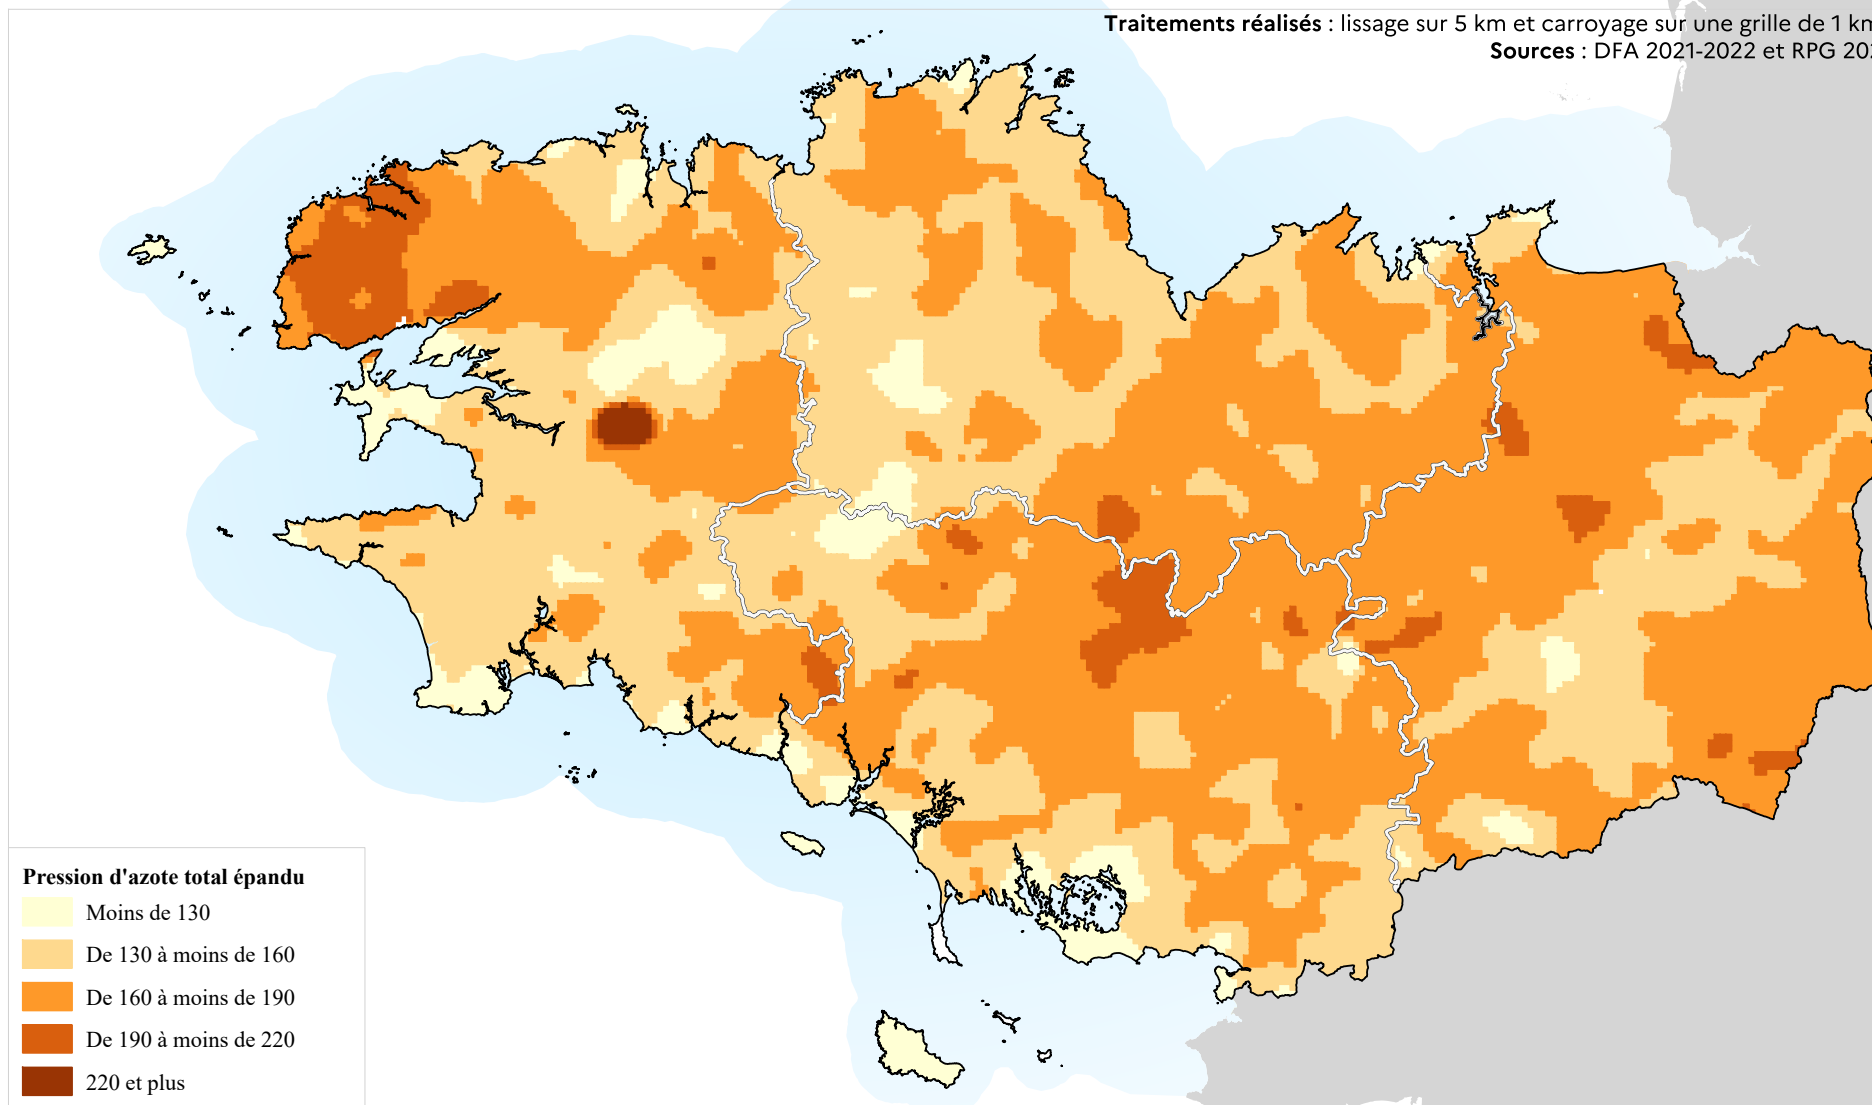 Traitements réalisés : lissage sur 5 km et carroyage sur une grille de 1 km
Sources : DFA 2021-2022 et RPG
Pression d'azote total épandu
Moins de 130
De 130 à moins de 160
De 160 à moins de 190
De 190 à moins de 220
220 et plus